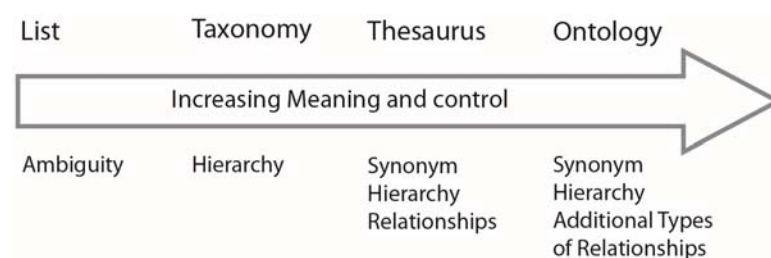 List Taxonomy Thesaurus Ontology
Increasing Meaning and control
Ambiguity Hierarchy Synonym Synonym
Hierarchy Hierarchy
Relationships Additional Types
of Relationships